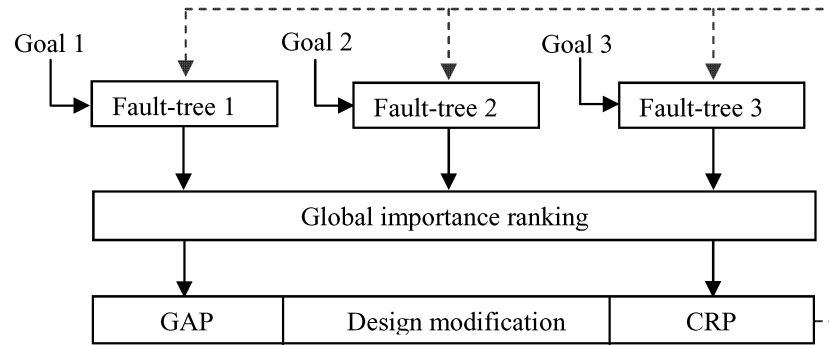 Goal 1
Goal 2
Goal 3
Fault-tree 1
Fault-tree 2
Fault-tree 3
Global importance ranking
GAP
Design modification
CRP